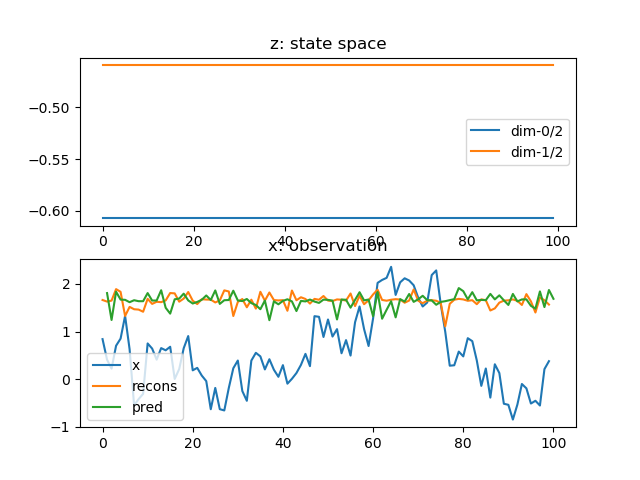 z: state space
−0.50
−0.55
−0.60
dim-0/2
dim-1/2
0 20 40 60 80 100
x: observation
2
1
0
−1
x
recons
pred
0 20 40 60 80 100